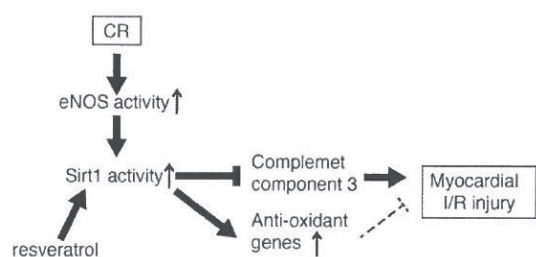 CR
eNOS activity↑
Sirt1 activity↑
Complemet
component 3
Myocardial
I/R injury
Anti-oxidant
genes ↑
resveratrol